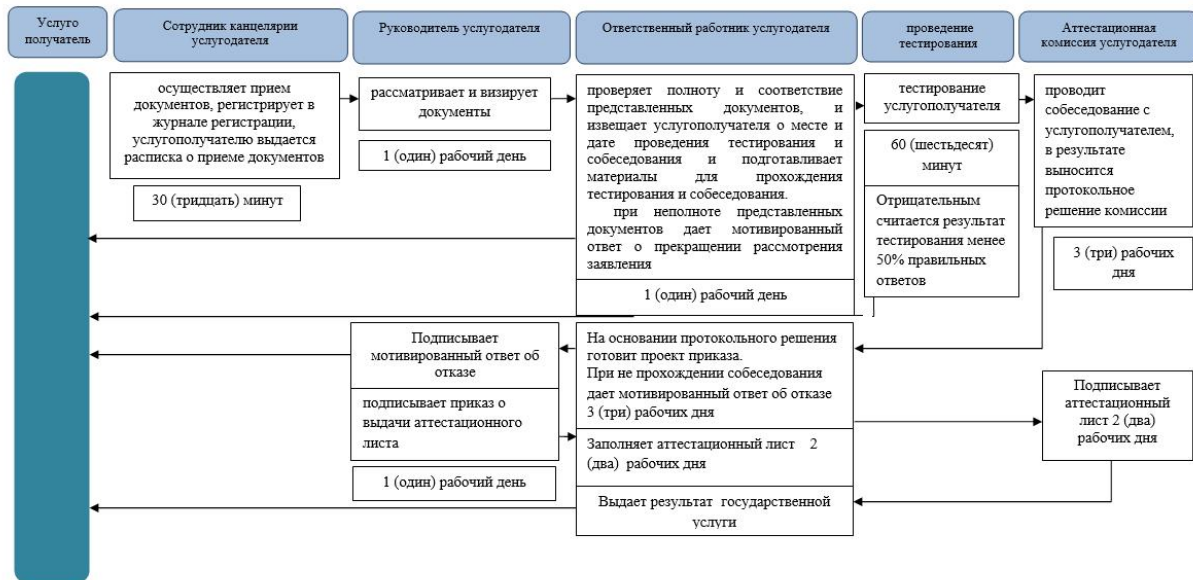 Услуго
получатель
Сотрудник канцелярии
услугодателя
Руководитель услугодателя
Ответственный работник услугодателя
проведение
тестирования
Аттестационная
комиссия услугодателя
осуществляет прием
документов, регистрирует в
журнале регистрации,
услугополучателю выдается
расписка о приеме документов
30 (тридцать) минут
рассматривает и визирует
документы
1 (один) рабочий день
проверяет полноту и соответствие
представленных документов, и
извещает услугополучателя о месте и
дате проведения тестирования и
собеседования и подготавливает
материалы для прохождения
тестирования и собеседования.
при неполноте представленных
документов дает мотивированный
ответ о прекращении рассмотрения
заявления
1 (один) рабочий день
тестирование
услугополучателя
60 (шестьдесят)
минут
Отрицательным
считается результат
тестирования менее
50% правильных
ответов
проводит
собеседование с
услугополучателем,
в результате
выносится
протокольное
решение комиссии
3 (три) рабочих
дня
Подписывает
мотивированный ответ об
отказе
подписывает приказ о
выдачи аттестационного
листа
1 (один) рабочий день
На основании протокольного решения
готовит проект приказа.
При не прохождении собеседования
дает мотивированный ответ об отказе
3 (три) рабочих дня
Заполняет аттестационный лист 2
(два) рабочих дня
Выдает результат государственной
услуги
Подписывает
аттестационный
лист 2 (два)
рабочих дня